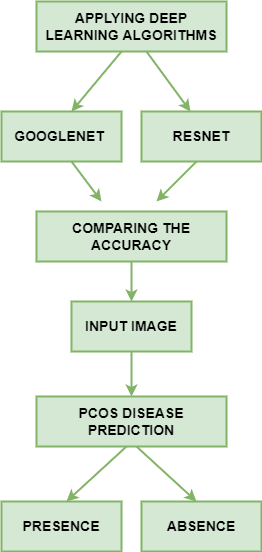 APPLYING DEEP
LEARNING ALGORITHMS
GOOGLENET
RESNET
COMPARING THE
ACCURACY
INPUT IMAGE
PCOS DISEASE
PREDICTION
PRESENCE
ABSENCE